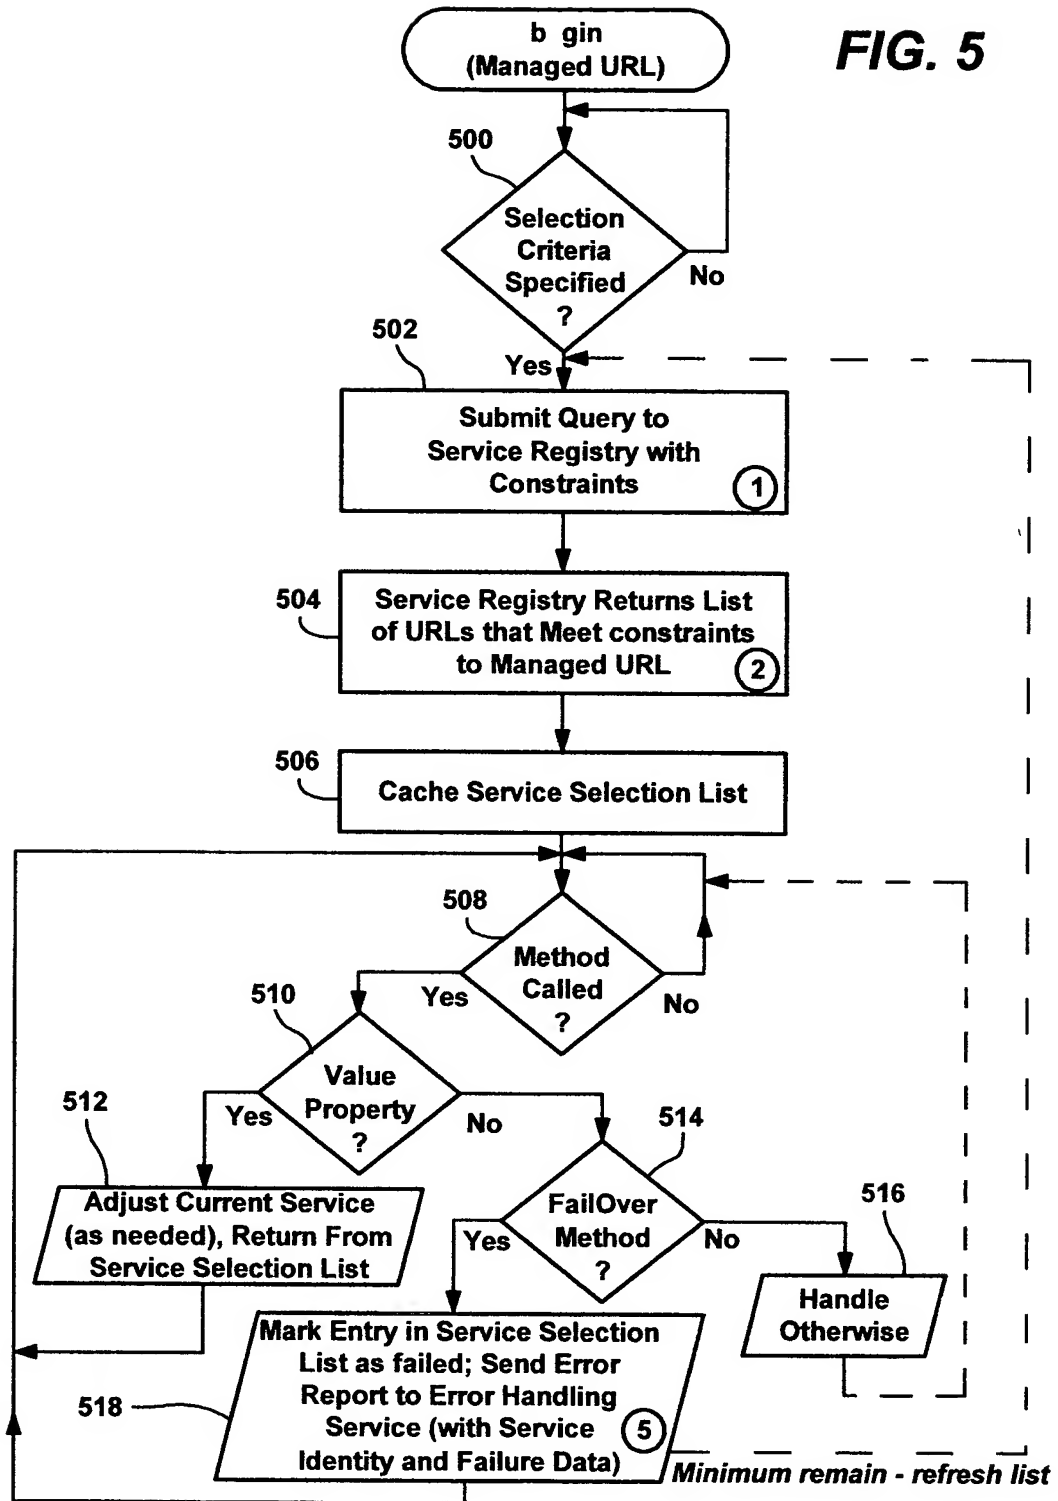 b gin
(Managed URL)
FIG. 5
500
Selection
Criteria
Specified
?
No
Yes
502
Submit Query to
Service Registry with
Constraints
1
504
Service Registry Returns List
of URLs that Meet constraints
to Managed URL
2
506
Cache Service Selection List
508
Method
Called
?
Yes
No
510
Value
Property
?
Yes
No
512
Adjust Current Service
(as needed), Return From
Service Selection List
514
FailOver
Method
?
Yes
No
516
Handle
Otherwise
518
Mark Entry in Service Selection
List as failed; Send Error
Report to Error Handling
Service (with Service
Identity and Failure Data)
5
Minimum remain - refresh list